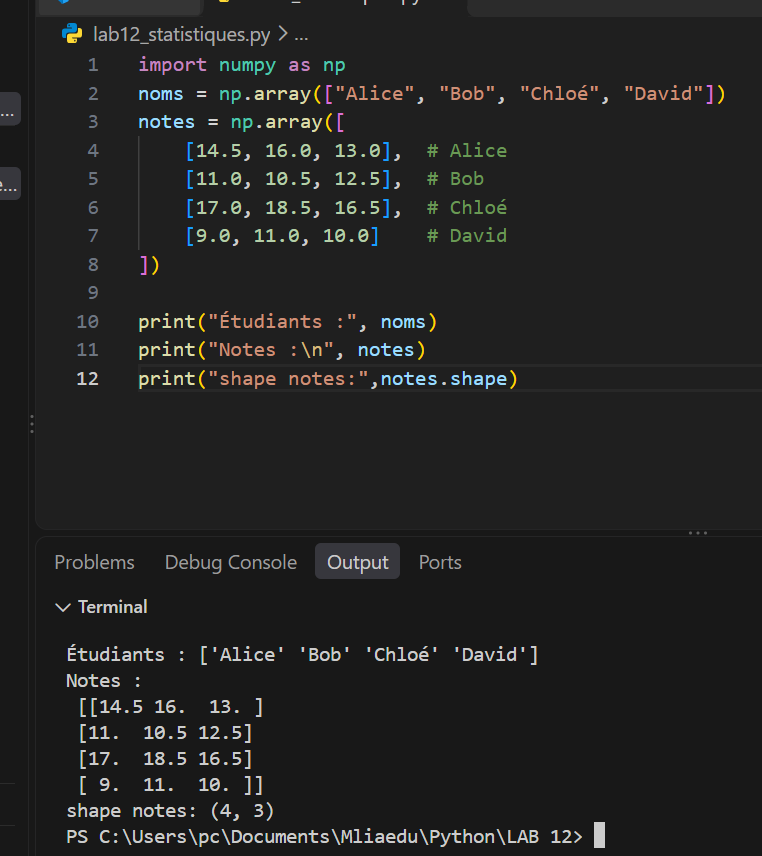 lab12_statistiques.py > ...
1 import numpy as np
2 noms = np.array(["Alice", "Bob", "Chloé", "David"])
3 notes = np.array([
4     [14.5, 16.0, 13.0],  # Alice
5     [11.0, 10.5, 12.5],  # Bob
6     [17.0, 18.5, 16.5],  # Chloé
7     [9.0, 11.0, 10.0]    # David
8 ])
9
10 print("Étudiants :", noms)
11 print("Notes :\n", notes)
12 print("shape notes:",notes.shape)
Problems Debug Console Output Ports
Terminal
Étudiants : ['Alice' 'Bob' 'Chloé' 'David']
Notes :
 [[14.5 16.  13. ]
 [11.  10.5 12.5]
 [17.  18.5 16.5]
 [ 9.  11.  10. ]]
shape notes: (4, 3)
PS C:\Users\pc\Documents\Mliaedu\Python\LAB 12>